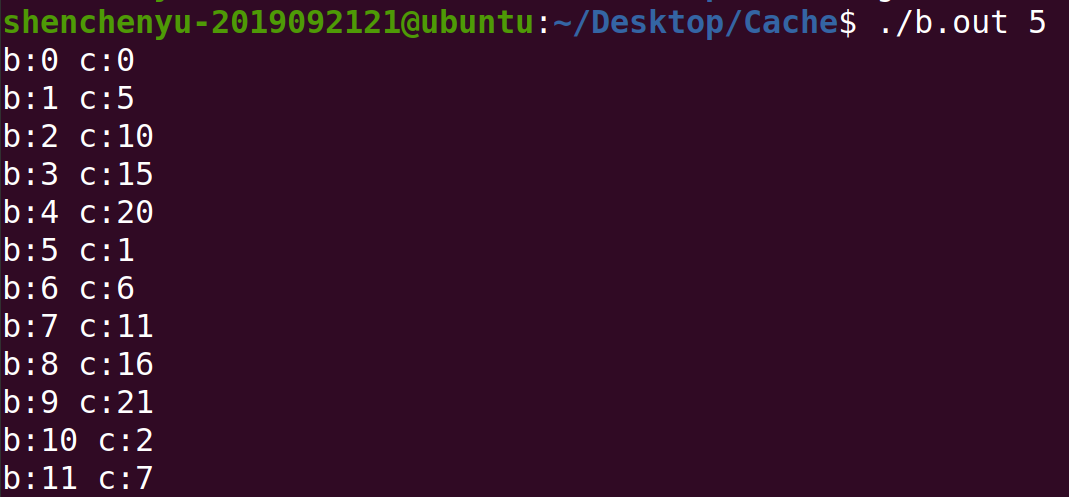 shenchenyu-2019092121@ubuntu:~/Desktop/Cache$ ./b.out 5
b:0 c:0
b:1 c:5
b:2 c:10
b:3 c:15
b:4 c:20
b:5 c:1
b:6 c:6
b:7 c:11
b:8 c:16
b:9 c:21
b:10 c:2
b:11 c:7